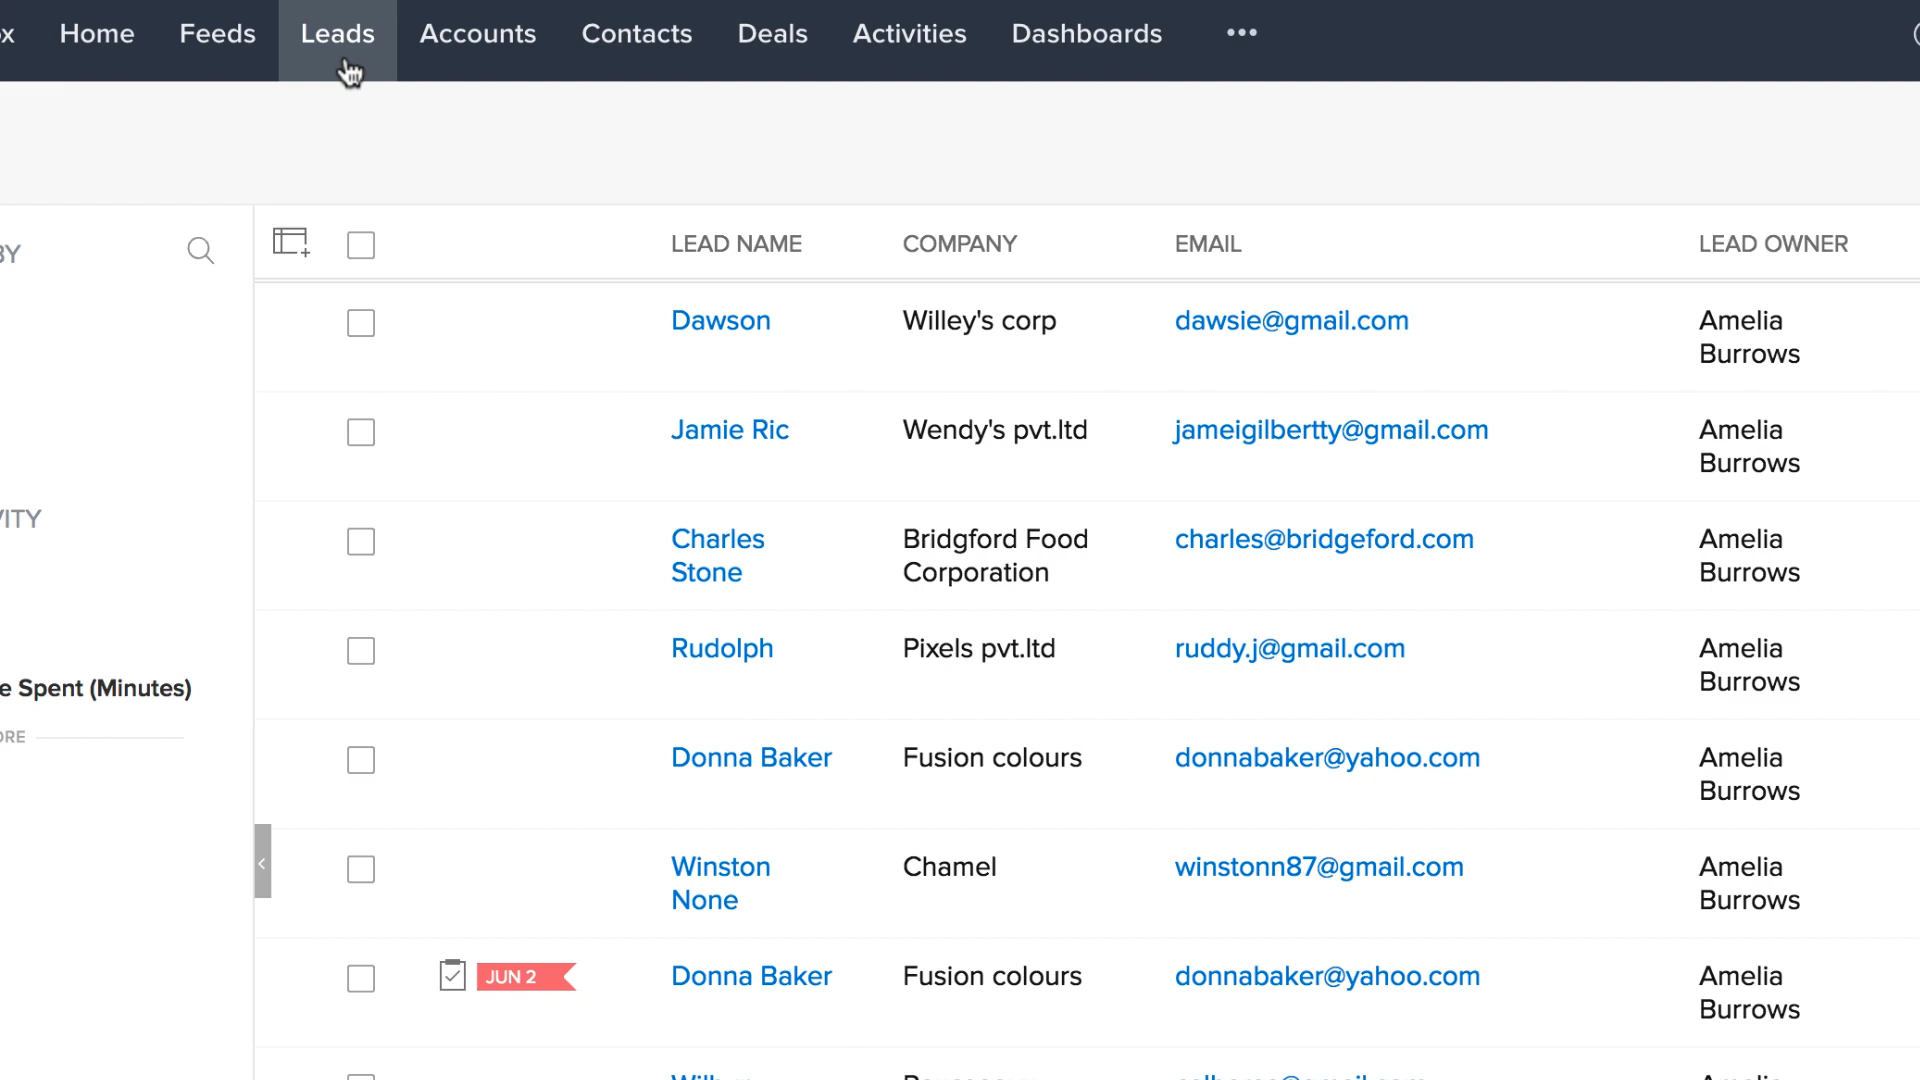 x Home Feeds Leads Accounts Contacts Deals Activities Dashboards •••
BY
LEAD NAME COMPANY EMAIL LEAD OWNER
Dawson Willey's corp dawsie@gmail.com Amelia
Burrows
Jamie Ric Wendy's pvt.ltd jameigilbertty@gmail.com Amelia
Burrows
VITY
Charles Bridgford Food charles@bridgeford.com Amelia
Stone Corporation Burrows
Rudolph Pixels pvt.ltd ruddy.j@gmail.com Amelia
Burrows
e Spent (Minutes)
ORE
Donna Baker Fusion colours donnabaker@yahoo.com Amelia
Burrows
Winston Chamel winstonn87@gmail.com Amelia
None Burrows
JUN 2 Donna Baker Fusion colours donnabaker@yahoo.com Amelia
Burrows